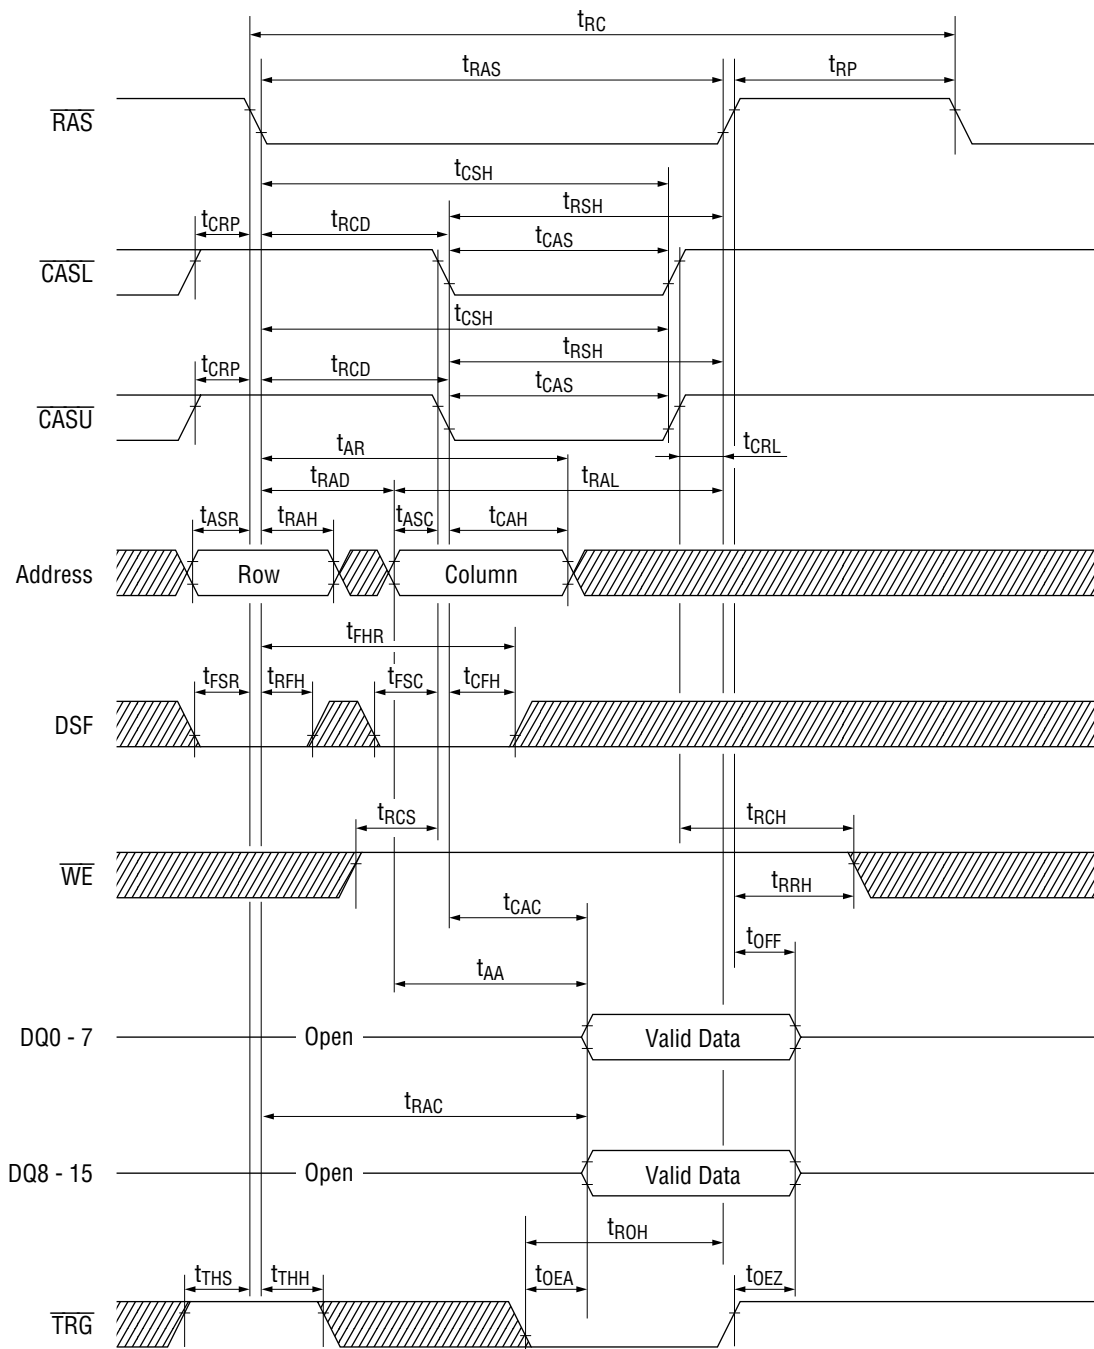 tRC
tRAS tRP
RAS
tCSH
tRSH
tCRP tRCD
tCAS
CASL
tCSH
tRSH
tCRP tRCD
tCAS
CASU
tAR tCRL
tRAD tRAL
tASR tRAH tASC tCAH
Address Row Column
tFHR
tFSR tRFH tFSC tCFH
DSF
tRCS tRCH
WE
tRRH
tCAC
tOFF
tAA
DQ0 - 7 Open Valid Data
tRAC
DQ8 - 15 Open Valid Data
tROH
tTHS tTHH tOEA tOEZ
TRG